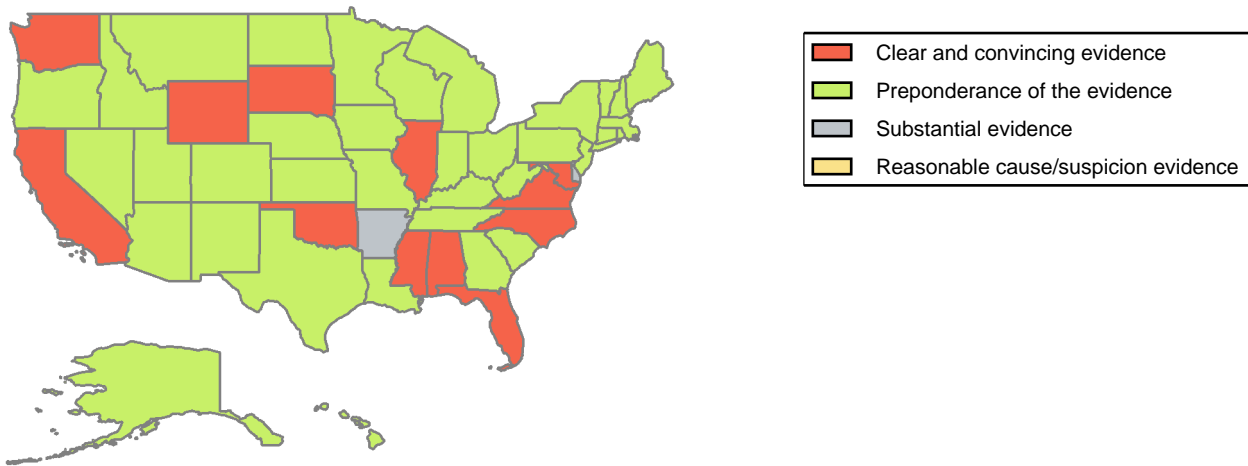 Clear and convincing evidence
Preponderance of the evidence
Substantial evidence
Reasonable cause/suspicion evidence